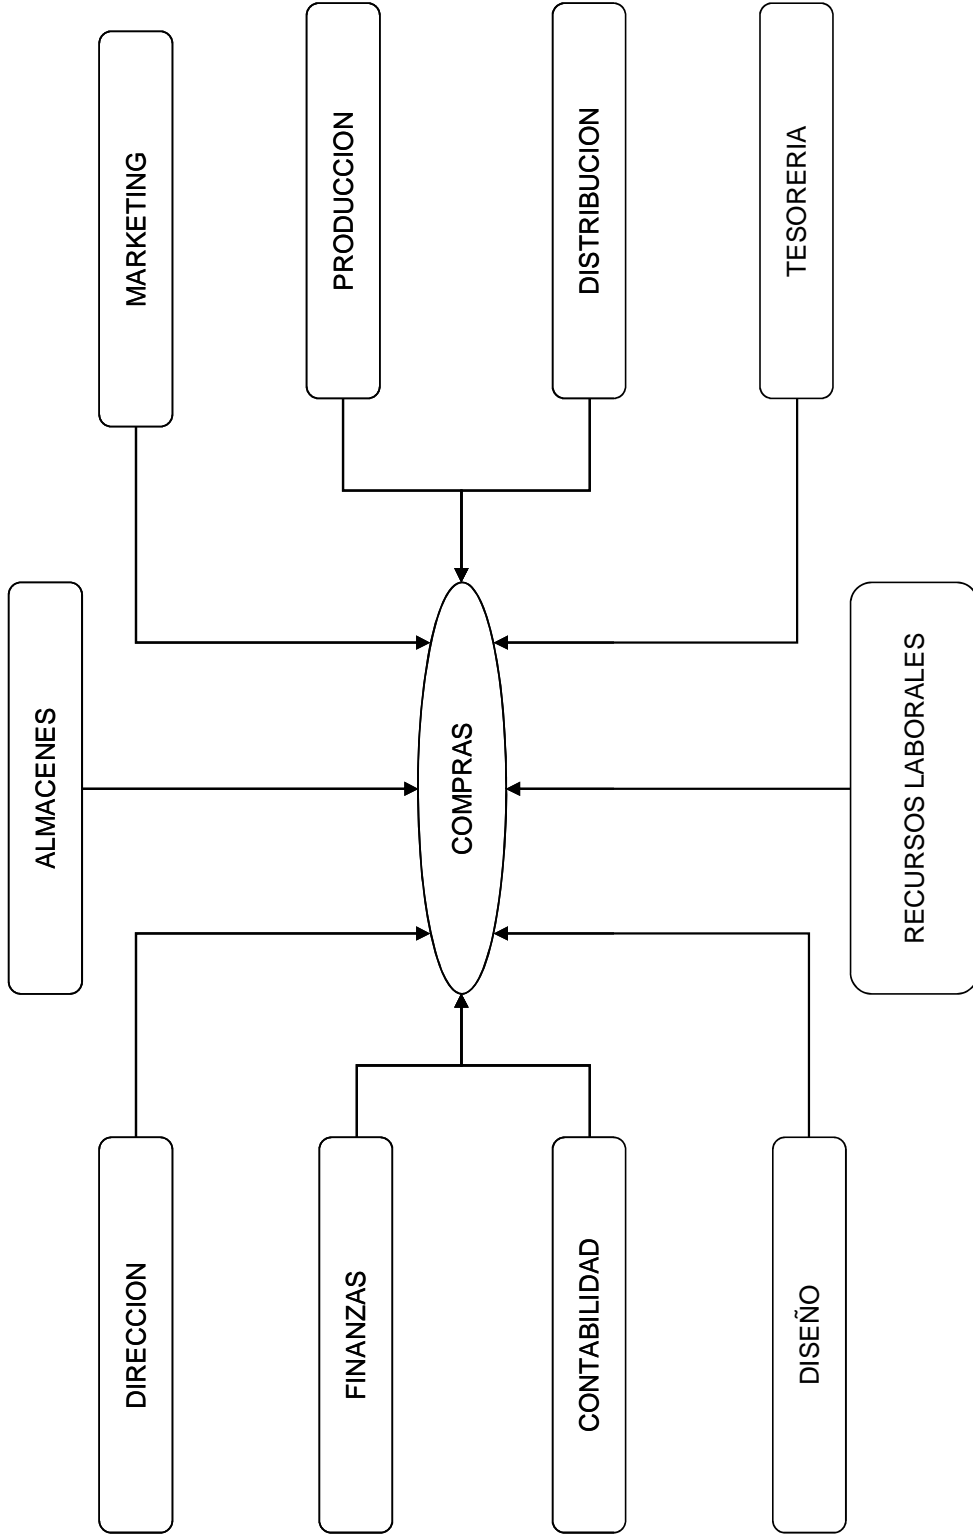 ALMACENES
DIRECCION
MARKETING
FINANZAS
PRODUCCION
COMPRAS
CONTABILIDAD
DISTRIBUCION
DISEÑO
TESORERIA
RECURSOS LABORALES